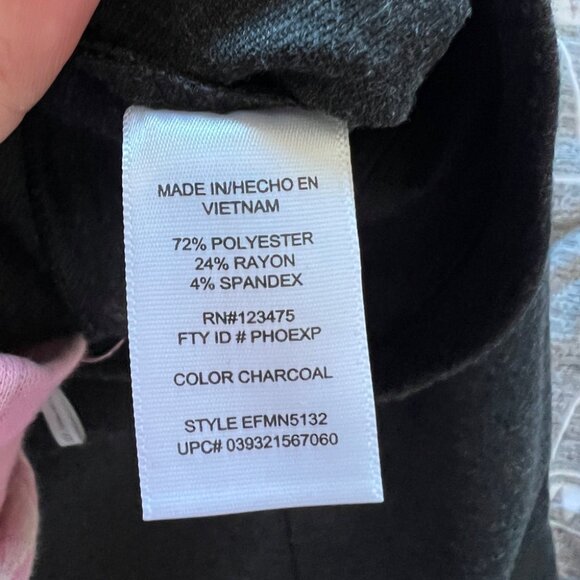 MADE IN/HECHO EN
VIETNAM
72% POLYESTER
24% RAYON
4% SPANDEX
RN#123475
FTY ID # PHOEXP
COLOR CHARCOAL
STYLE EFMN5132
UPC# 039321567060